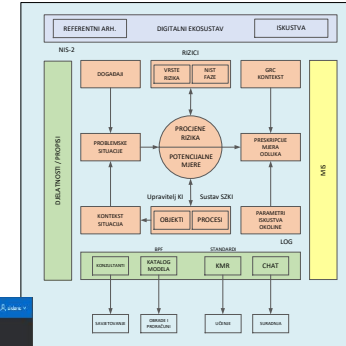 REFERENTNI ARH.
DIGITALNI EKOSUSTAV
ISKUSTVA
NIS-2
RIZICI
DOGAĐAJI
VRSTE
RIZIKA
NIST
FAZE
GRC
KONTEKST
DJELATNOSTI / PROPISI
PROBLEMSKE
SITUACIJE
PROCJENE
RIZIKA
POTENCIJALNE
MJERE
PRESKRIPCIJE
MJERA
ODLUKA
MIŠ
Upravitelj KI
Sustav SZKI
KONTEKST
SITUACIJA
OBJEKTI
PROCESI
PARAMETRI
ISKUSTVA
OKOLINE
LOG
BPF
STANDARDI
KONZULTANTI
KATALOG
MODELA
KMR
CHAT
SAVJETOVANJE
OBRADE I
PRORAČUNI
UČENJE
SURADNJA